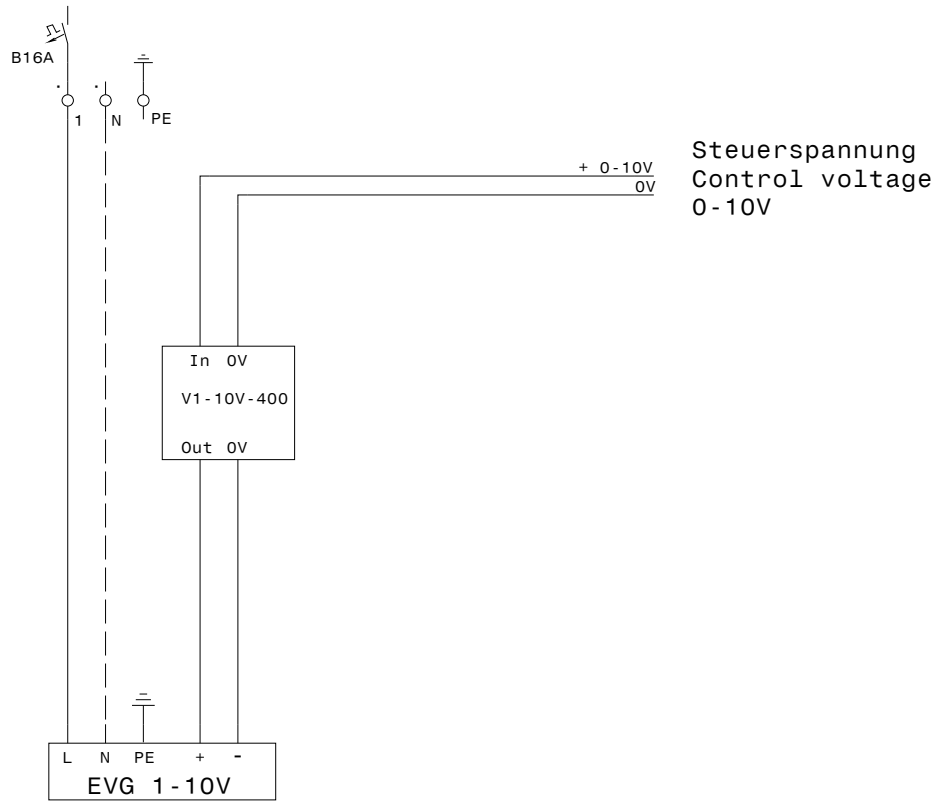 B16A
1 N PE
+ 0-10V
0V
Steuerspannung
Control voltage
0-10V
In 0V
V1-10V-400
Out 0V
L N PE + -
EVG 1-10V